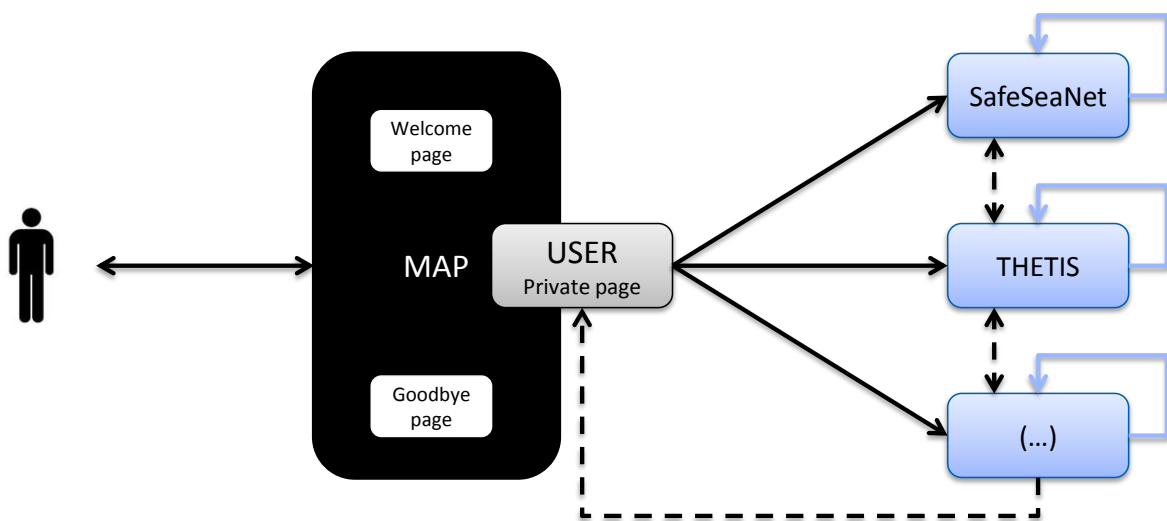 Welcome
page
MAP
USER
Private page
Goodbye
page
SafeSeaNet
THETIS
(...)